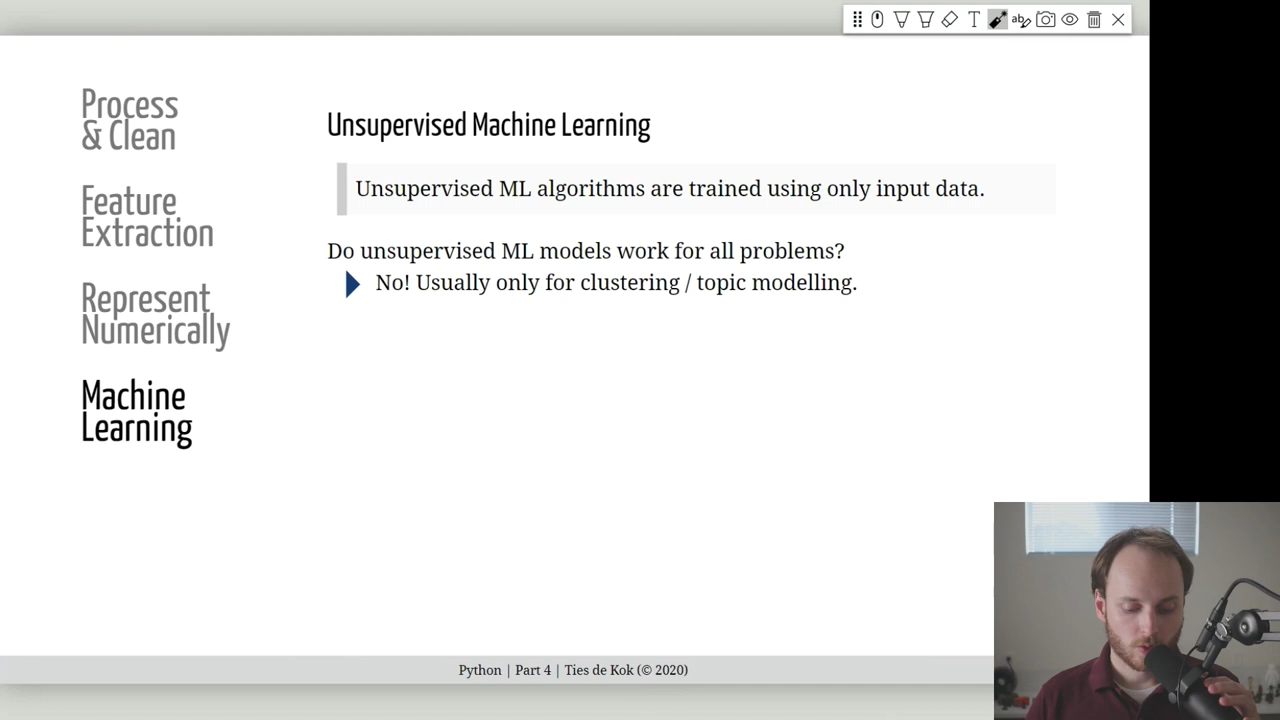 Process
& Clean
Feature
Extraction
Represent
Numerically
Machine
Learning
Unsupervised Machine Learning
Unsupervised ML algorithms are trained using only input data.
Do unsupervised ML models work for all problems?
No! Usually only for clustering / topic modelling.
Python | Part 4 | Ties de Kok (© 2020)
T
ab